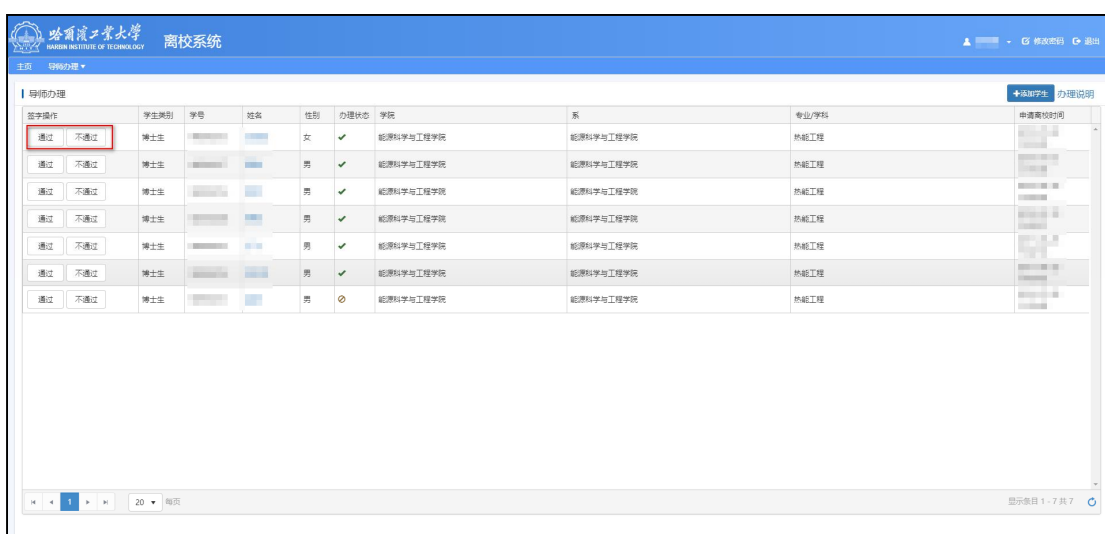 哈爾濱工業大學
HARBIN INSTITUTE OF TECHNOLOGY
离校系统
修改密码 退出
主页 导师办理
导师办理
添加学生 办理说明
签字操作 学生类别 学号 姓名 性别 办理状态 学院 系 专业/学科 申请离校时间
通过 不通过 博士生 女 能源科学与工程学院 能源科学与工程学院 热能工程
通过 不通过 博士生 男 能源科学与工程学院 能源科学与工程学院 热能工程
通过 不通过 博士生 男 能源科学与工程学院 能源科学与工程学院 热能工程
通过 不通过 博士生 男 能源科学与工程学院 能源科学与工程学院 热能工程
通过 不通过 博士生 男 能源科学与工程学院 能源科学与工程学院 热能工程
通过 不通过 博士生 男 能源科学与工程学院 能源科学与工程学院 热能工程
通过 不通过 博士生 男 能源科学与工程学院 能源科学与工程学院 热能工程
1 20 每页 显示条目 1 - 7 共 7